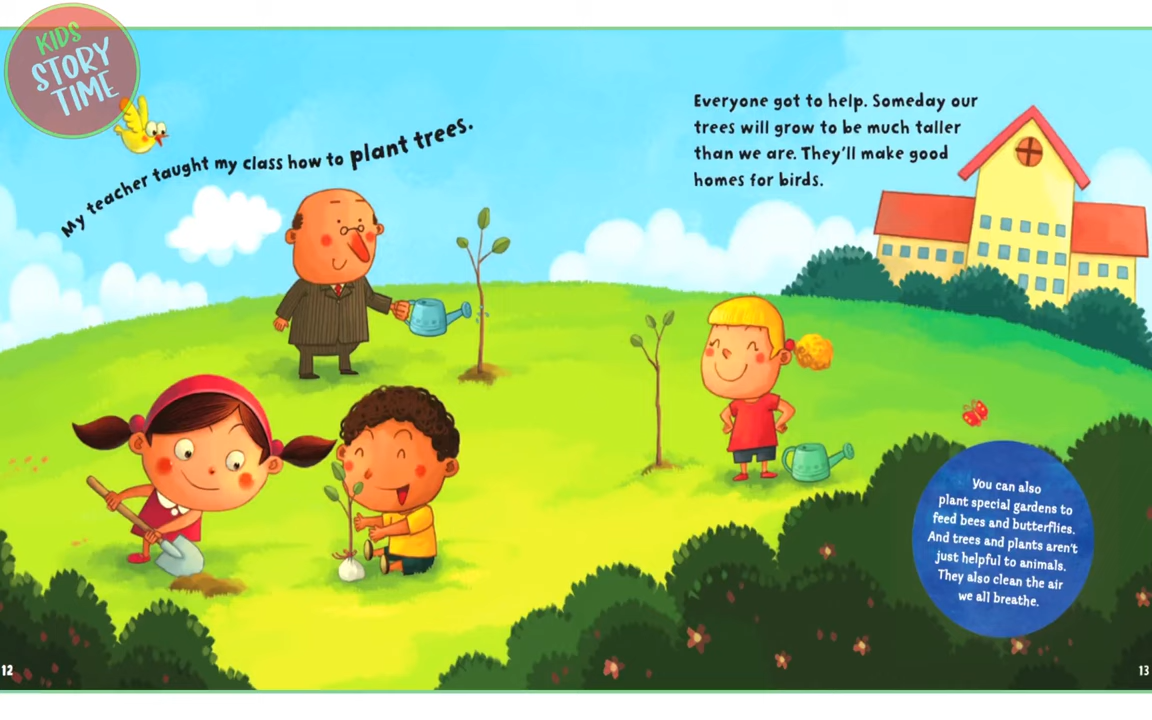 KIDS
STORY
TIME
My teacher taught my class how to plant trees.
Everyone got to help. Someday our
trees will grow to be much taller
than we are. They'll make good
homes for birds.
You can also
plant special gardens to
feed bees and butterflies.
And trees and plants aren't
just helpful to animals.
They also clean the air
we all breathe.
12
13